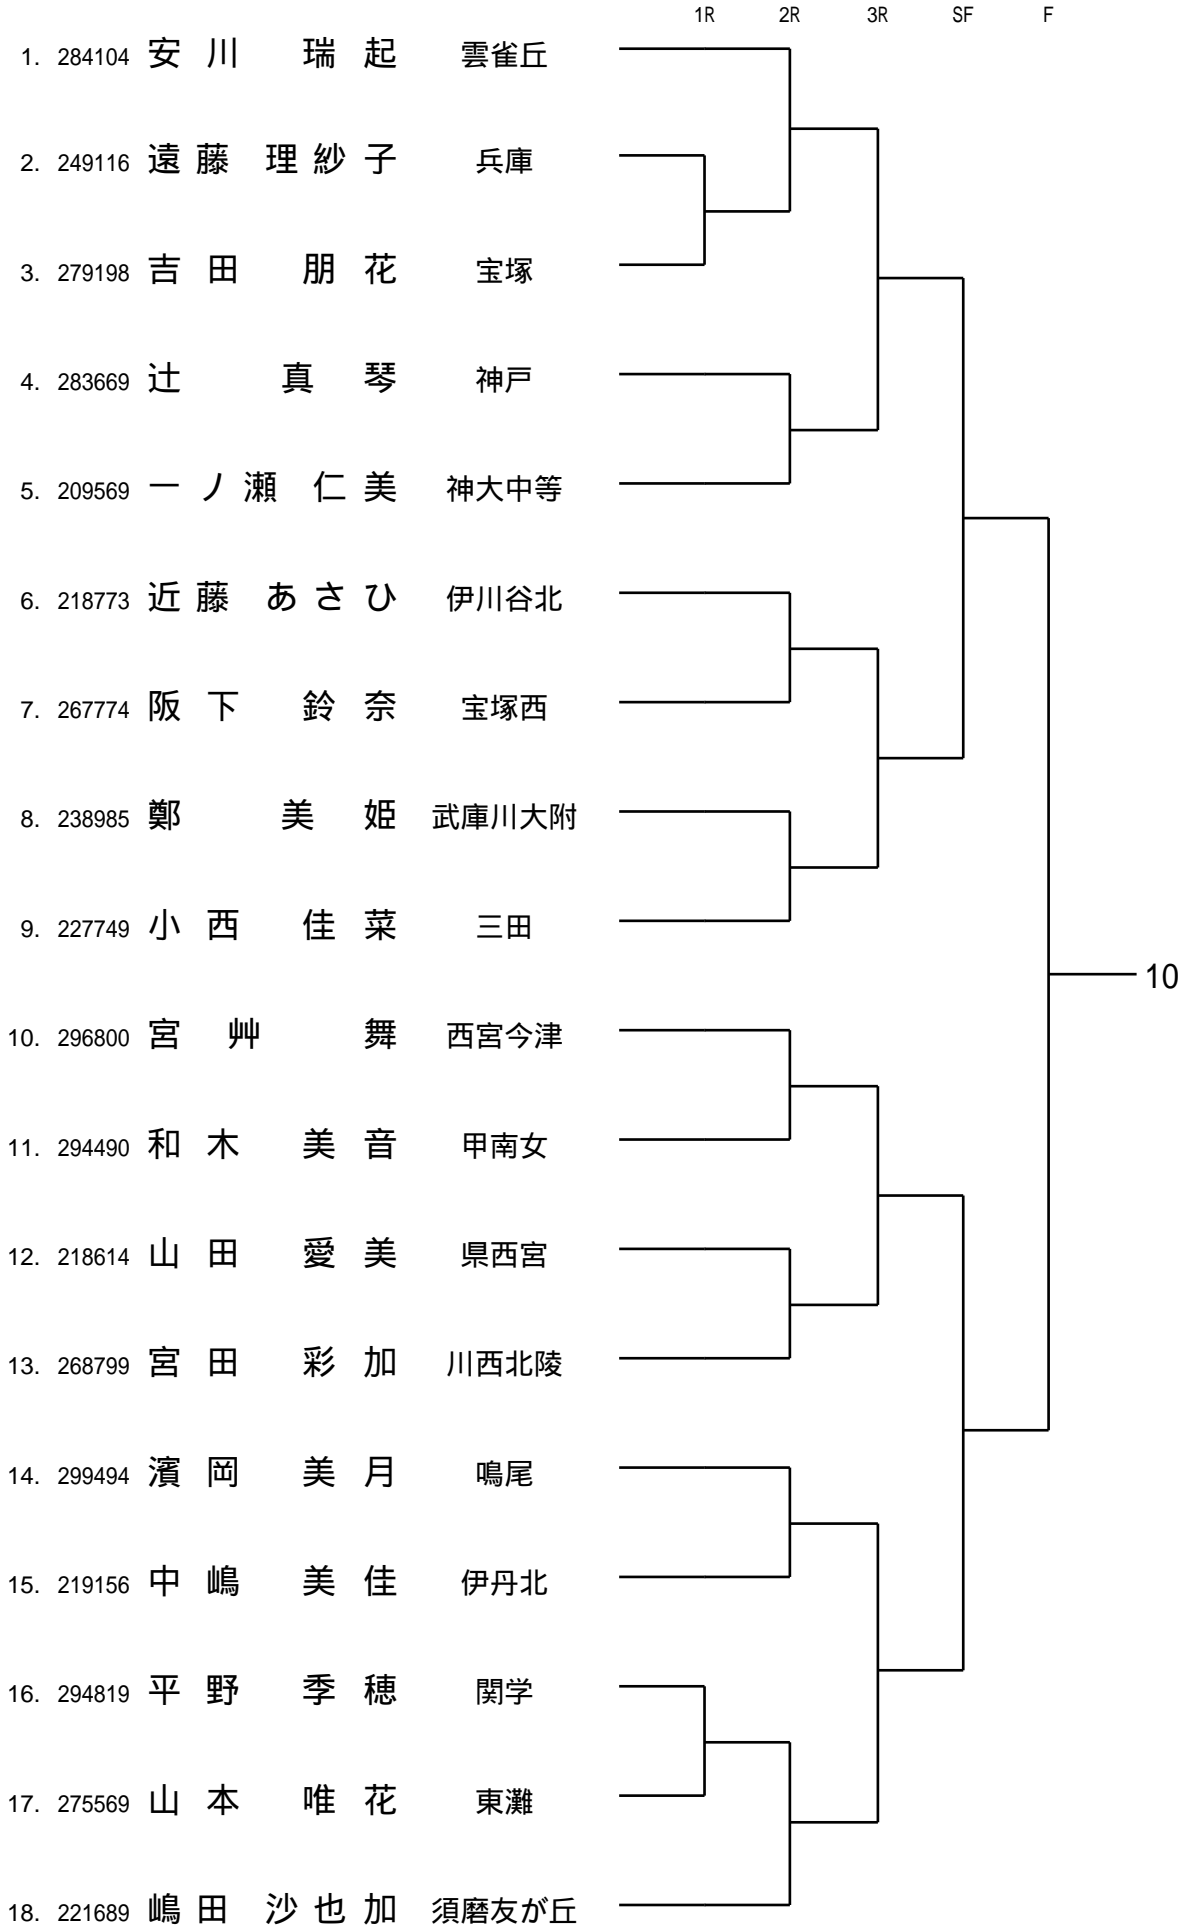 1R 2R 3R SF F
1. 284104 安川 瑞起 雲雀丘
2. 249116 遠藤 理紗子 兵庫
3. 279198 吉田 朋花 宝塚
4. 283669 辻 真琴 神戸
5. 209569 一ノ瀬 仁美 神大中等
6. 218773 近藤 あさひ 伊川谷北
7. 267774 阪下 鈴奈 宝塚西
8. 238985 鄭 美姫 武庫川大附
9. 227749 小西 佳菜 三田
10
10. 296800 宮艸 舞 西宮今津
11. 294490 和木 美音 甲南女
12. 218614 山田 愛美 県西宮
13. 268799 宮田 彩加 川西北陵
14. 299494 濱岡 美月 鳴尾
15. 219156 中嶋 美佳 伊丹北
16. 294819 平野 季穂 関学
17. 275569 山本 唯花 東灘
18. 221689 嶋田 沙也加 須磨友が丘